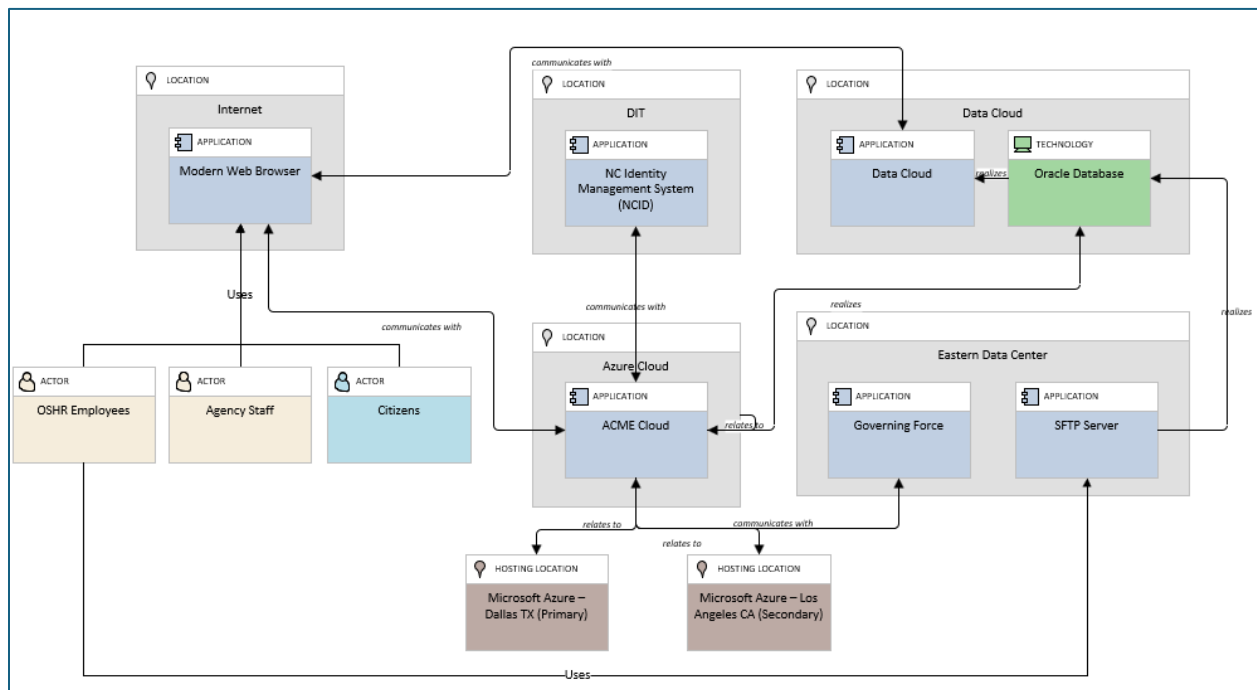 communicates with
LOCATION
Internet
APPLICATION
Modern Web Browser
LOCATION
DIT
APPLICATION
NC Identity
Management System
(NCID)
LOCATION
Data Cloud
APPLICATION
Data Cloud
realizes
TECHNOLOGY
Oracle Database
Uses
communicates with
communicates with
realizes
realizes
ACTOR
OSHR Employees
ACTOR
Agency Staff
ACTOR
Citizens
LOCATION
Azure Cloud
APPLICATION
ACME Cloud
relates to
LOCATION
Eastern Data Center
APPLICATION
Governing Force
APPLICATION
SFTP Server
relates to
communicates with
relates to
HOSTING LOCATION
Microsoft Azure –
Dallas TX (Primary)
HOSTING LOCATION
Microsoft Azure – Los
Angeles CA (Secondary)
Uses